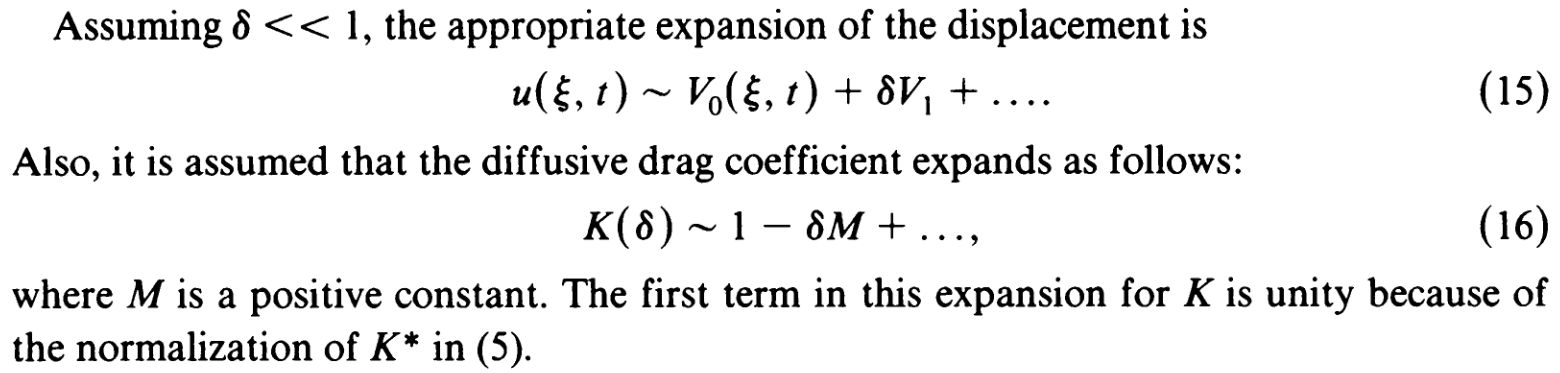 Assuming δ << 1, the appropriate expansion of the displacement is
u(ξ, t) ~ V₀(ξ, t) + δV₁ + .... (15)
Also, it is assumed that the diffusive drag coefficient expands as follows:
K(δ) ~ 1 − δM + ..., (16)
where M is a positive constant. The first term in this expansion for K is unity because of
the normalization of K* in (5).